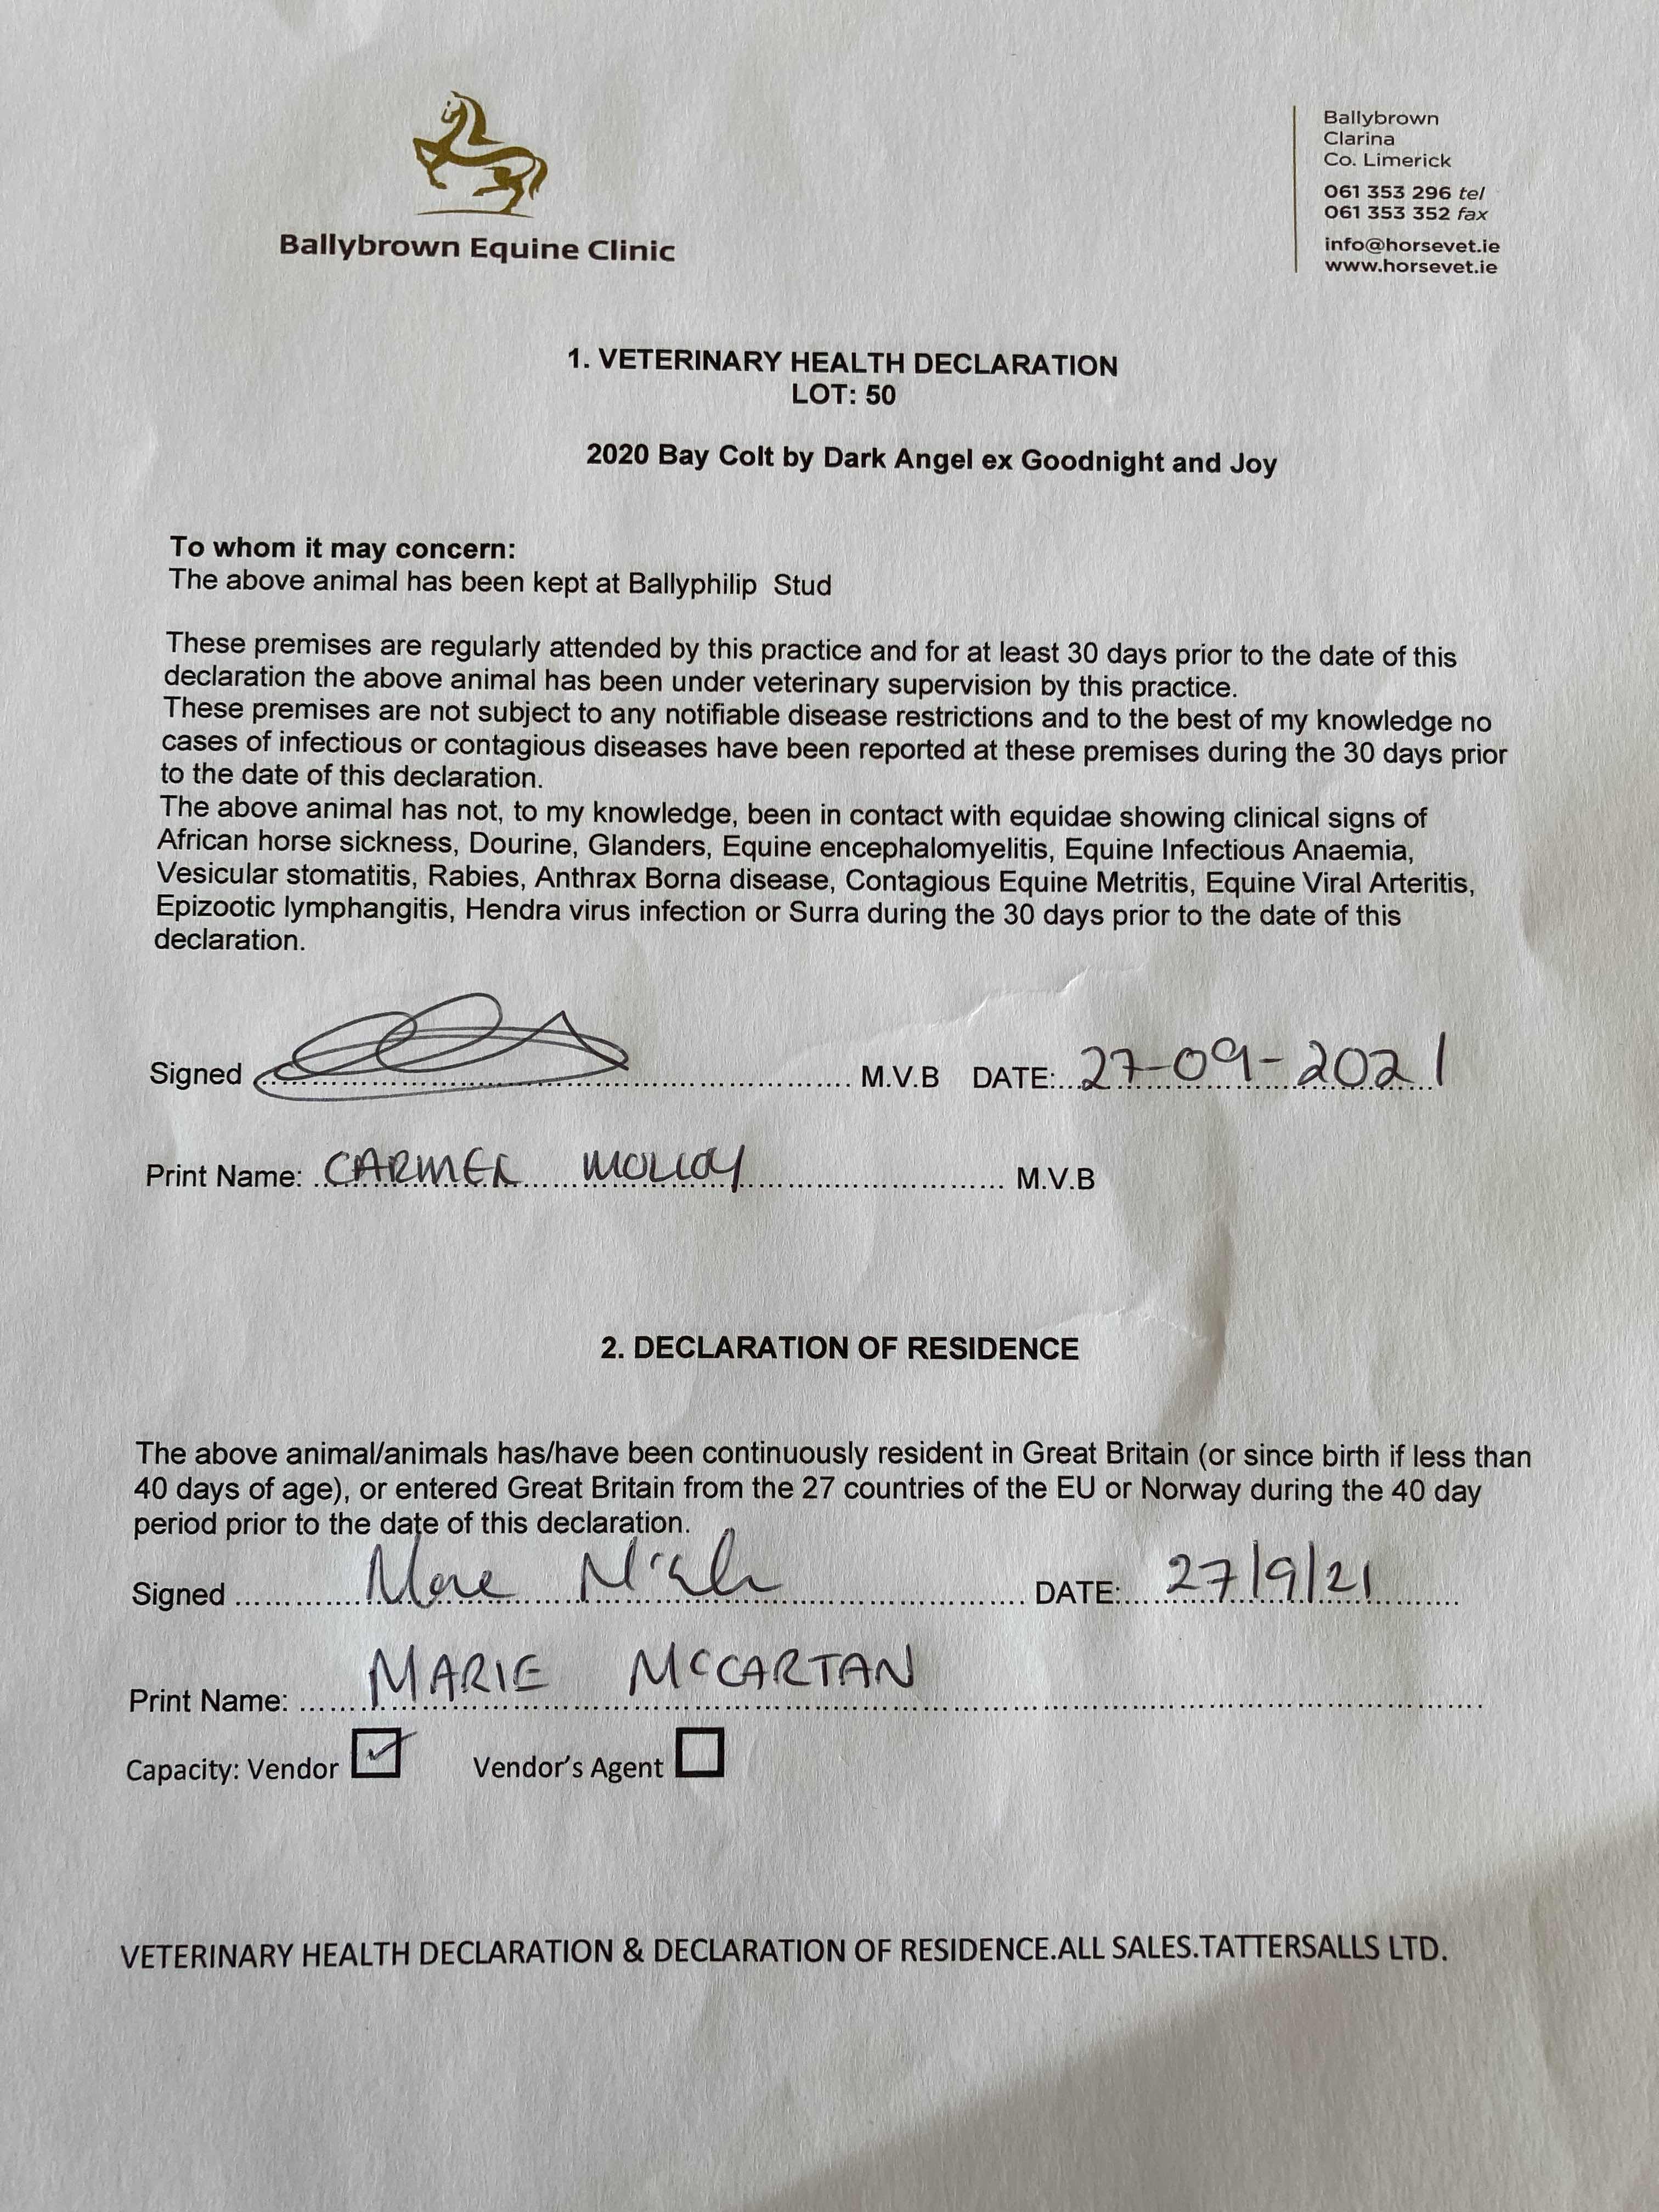 Ballybrown Equine Clinic
Ballybrown
Clarina
Co. Limerick
061 353 296 tel
061 353 352 fax
info@horsevet.ie
www.horsevet.ie
1. VETERINARY HEALTH DECLARATION
LOT: 50
2020 Bay Colt by Dark Angel ex Goodnight and Joy
To whom it may concern:
The above animal has been kept at Ballyphilip Stud
These premises are regularly attended by this practice and for at least 30 days prior to the date of this
declaration the above animal has been under veterinary supervision by this practice.
These premises are not subject to any notifiable disease restrictions and to the best of my knowledge no
cases of infectious or contagious diseases have been reported at these premises during the 30 days prior
to the date of this declaration.
The above animal has not, to my knowledge, been in contact with equidae showing clinical signs of
African horse sickness, Dourine, Glanders, Equine encephalomyelitis, Equine Infectious Anaemia,
Vesicular stomatitis, Rabies, Anthrax Borna disease, Contagious Equine Metritis, Equine Viral Arteritis,
Epizootic lymphangitis, Hendra virus infection or Surra during the 30 days prior to the date of this
declaration.
Signed M.V.B DATE: 27-09-2021
Print Name: CARMEL MOLLOY M.V.B
2. DECLARATION OF RESIDENCE
The above animal/animals has/have been continuously resident in Great Britain (or since birth if less than
40 days of age), or entered Great Britain from the 27 countries of the EU or Norway during the 40 day
period prior to the date of this declaration.
Signed DATE: 27/9/21
Print Name: MARIE MCCARTAN
Capacity: Vendor Vendor's Agent
VETERINARY HEALTH DECLARATION & DECLARATION OF RESIDENCE.ALL SALES.TATTERSALLS LTD.